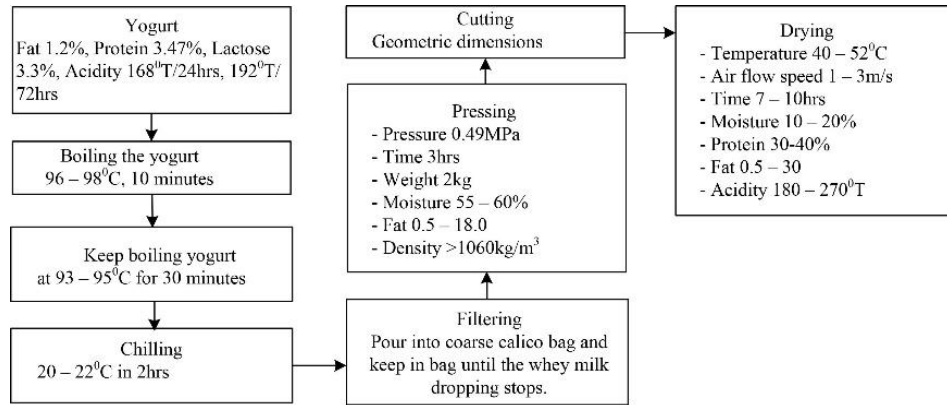 Yogurt
Fat 1.2%, Protein 3.47%, Lactose
3.3%, Acidity 168⁰T/24hrs, 192⁰T/
72hrs
Boiling the yogurt
96 – 98⁰C, 10 minutes
Keep boiling yogurt
at 93 – 95⁰C for 30 minutes
Chilling
20 – 22⁰C in 2hrs
Filtering
Pour into coarse calico bag and
keep in bag until the whey milk
dropping stops.
Pressing
- Pressure 0.49MPa
- Time 3hrs
- Weight 2kg
- Moisture 55 – 60%
- Fat 0.5 – 18.0
- Density >1060kg/m³
Cutting
Geometric dimensions
Drying
- Temperature 40 – 52⁰C
- Air flow speed 1 – 3m/s
- Time 7 – 10hrs
- Moisture 10 – 20%
- Protein 30-40%
- Fat 0.5 – 30
- Acidity 180 – 270⁰T